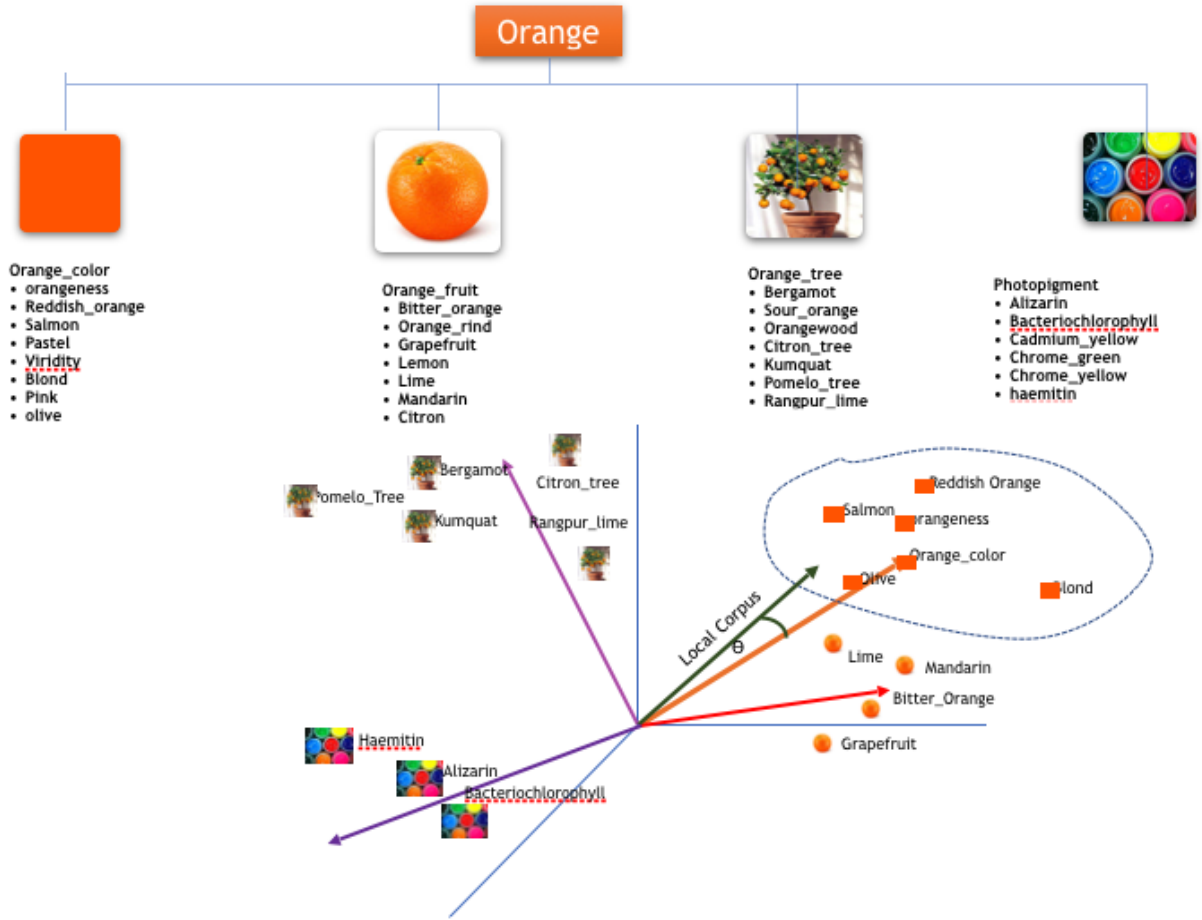 Orange
Orange_color
• orangeness
• Reddish_orange
• Salmon
• Pastel
• Viridity
• Blond
• Pink
• olive
Orange_fruit
• Bitter_orange
• Orange_rind
• Grapefruit
• Lemon
• Lime
• Mandarin
• Citron
Orange_tree
• Bergamot
• Sour_orange
• Orangewood
• Citron_tree
• Kumquat
• Pomelo_tree
• Rangpur_lime
Photopigment
• Alizarin
• Bacteriochlorophyll
• Cadmium_yellow
• Chrome_green
• Chrome_yellow
• haemitin
Bergamot
Pomelo_Tree
Kumquat
Citron_tree
Rangpur_lime
Reddish Orange
Salmon
orangeness
Orange_color
Olive
Blond
Local Corpus
θ
Lime
Mandarin
Bitter_Orange
Grapefruit
Haemitin
Alizarin
Bacteriochlorophyll